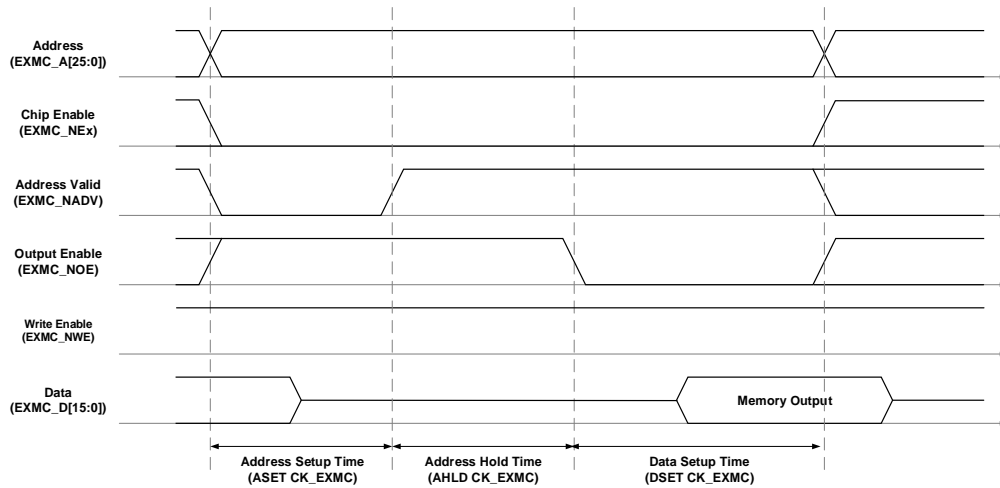 Address
(EXMC_A[25:0])
Chip Enable
(EXMC_NEx)
Address Valid
(EXMC_NADV)
Output Enable
(EXMC_NOE)
Write Enable
(EXMC_NWE)
Data
(EXMC_D[15:0])
Memory Output
Address Setup Time
(ASET CK_EXMC)
Address Hold Time
(AHLD CK_EXMC)
Data Setup Time
(DSET CK_EXMC)